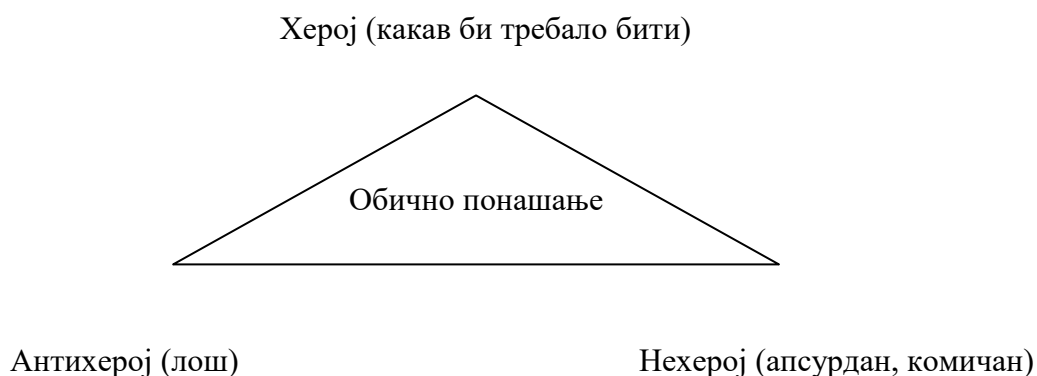 Херој (какав би требало бити)
Обично понашање
Антихерој (лош)
Нехерој (апсурдан, комичан)